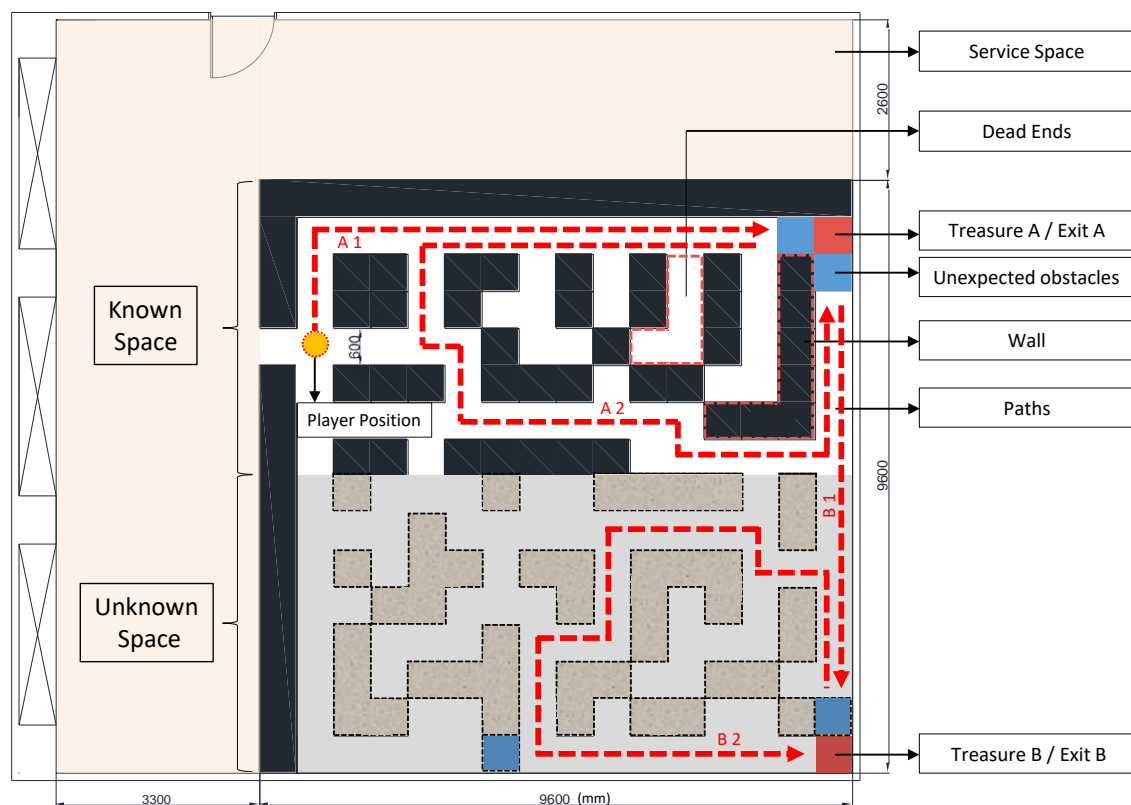 Service Space
2600
Dead Ends
A 1
Treasure A / Exit A
Unexpected obstacles
Known
Space
600
Wall
Player Position
A 2
Paths
9600
B 1
Unknown
Space
B 2
Treasure B / Exit B
3300
9600 (mm)